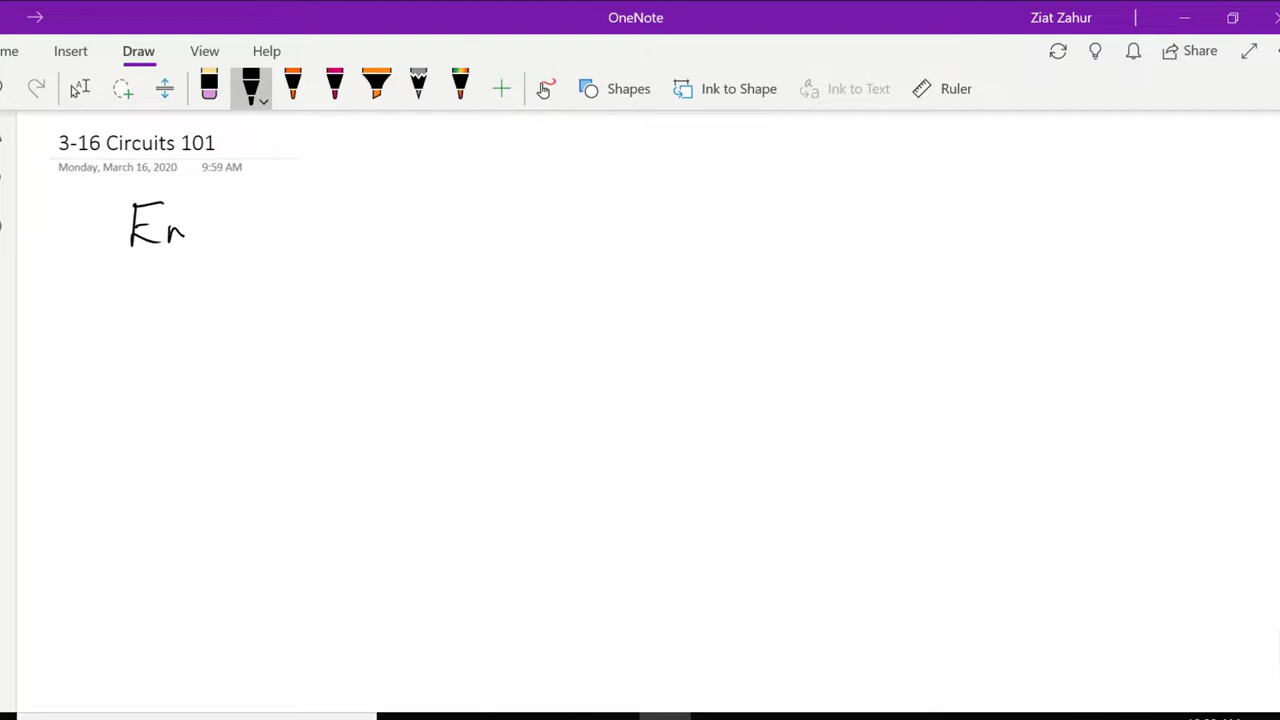 OneNote
Ziat Zahur
Insert Draw View Help
Share
Shapes Ink to Shape Ink to Text Ruler
3-16 Circuits 101
Monday, March 16, 2020 9:59 AM
En